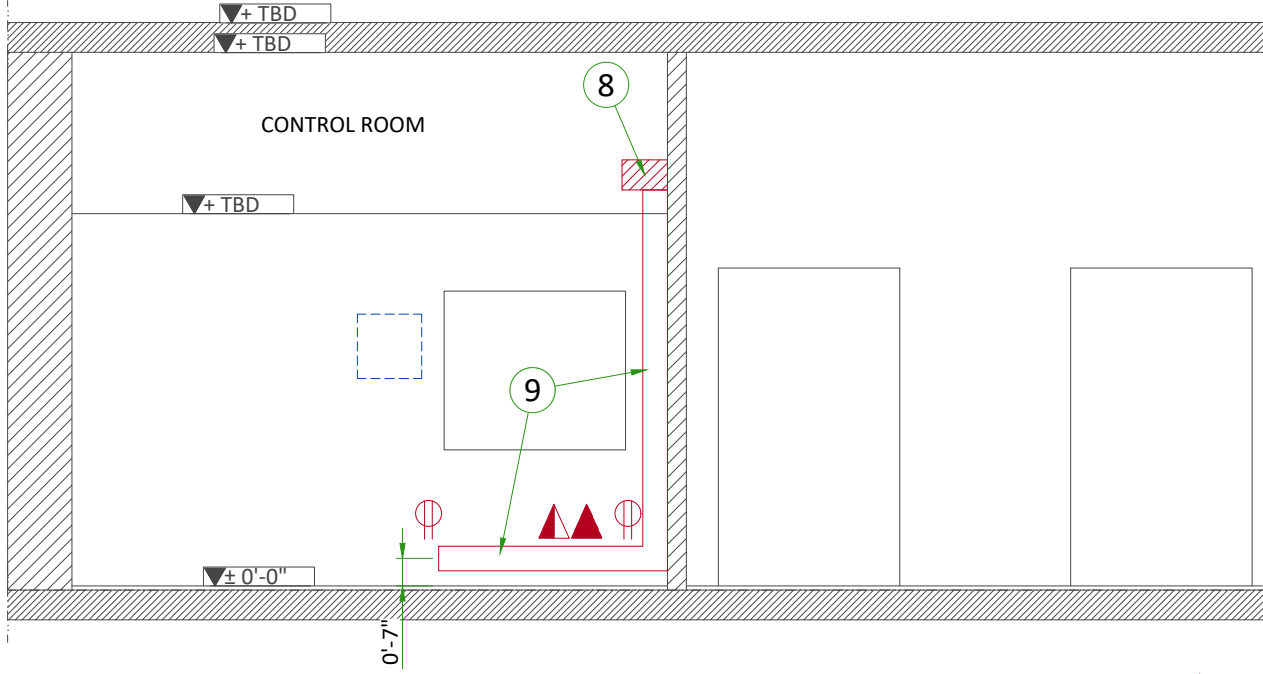 + TBD
+ TBD
8
CONTROL ROOM
+ TBD
9
± 0'-0"
0'-7"